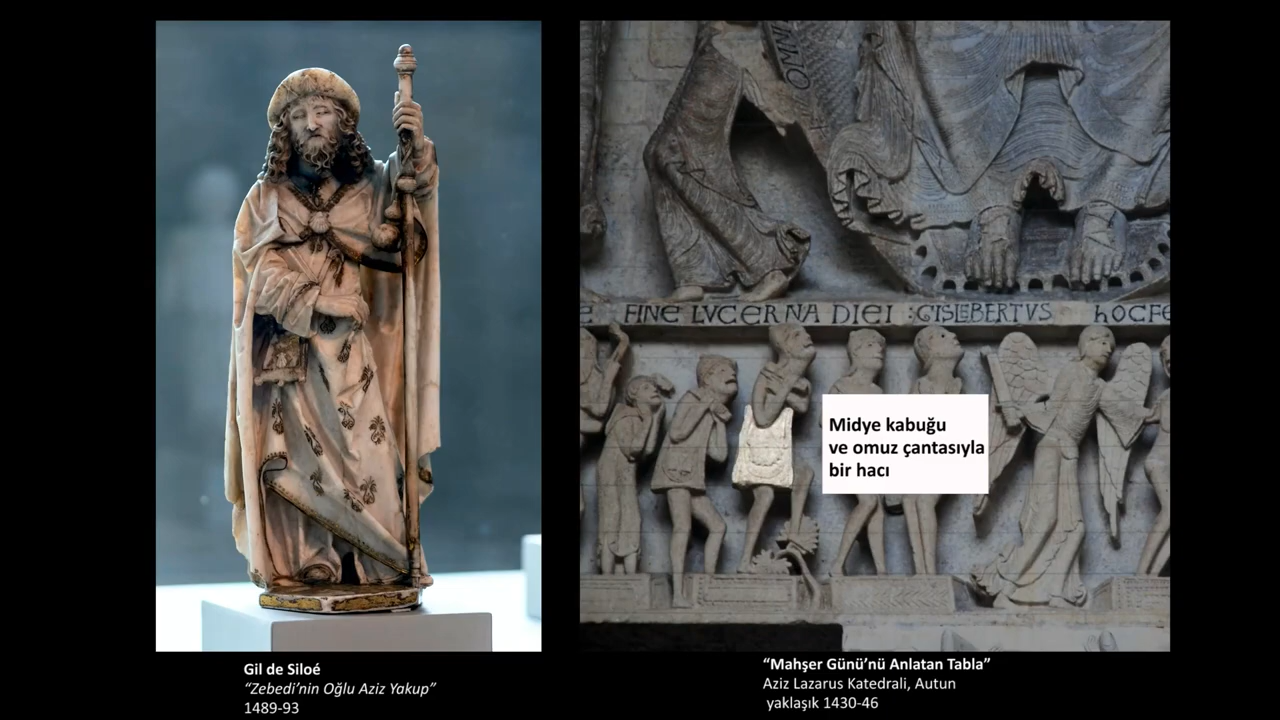 INNO
E FINE LVCERNA DIEI : GISLEBERTVS hOCFE
Midye kabuğu
ve omuz çantasıyla
bir hacı
Gil de Siloé
“Zebedi’nin Oğlu Aziz Yakup”
1489-93
“Mahşer Günü’nü Anlatan Tabla”
Aziz Lazarus Katedrali, Autun
yaklaşık 1430-46